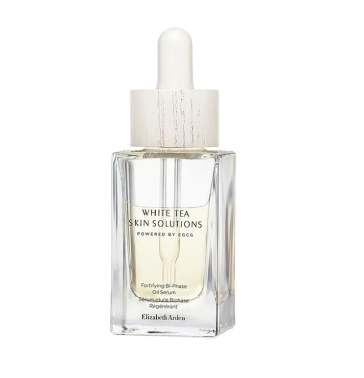 WHITE TEA
SKIN SOLUTIONS
POWERED BY EGCG
Fortifying Bi-Phase
Oil Serum
Sérum-Huile Biphase
Régénérant
Elizabeth Arden